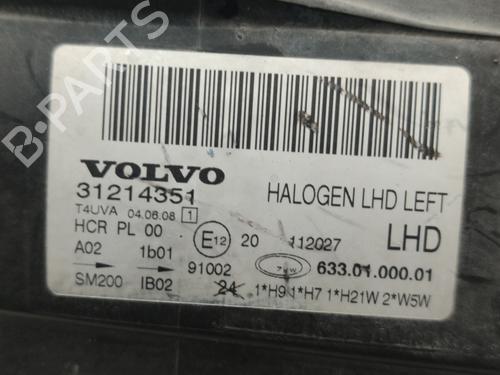 VOLVO
31214351
HALOGEN LHD LEFT
T4UVA 04.06.08 1
LHD
HCR PL 00
E12 20 112027
A02 1b01
91002
633.01.000.01
SM200 IB02
24 1*H9 1*H7 1*H21W 2*W5W